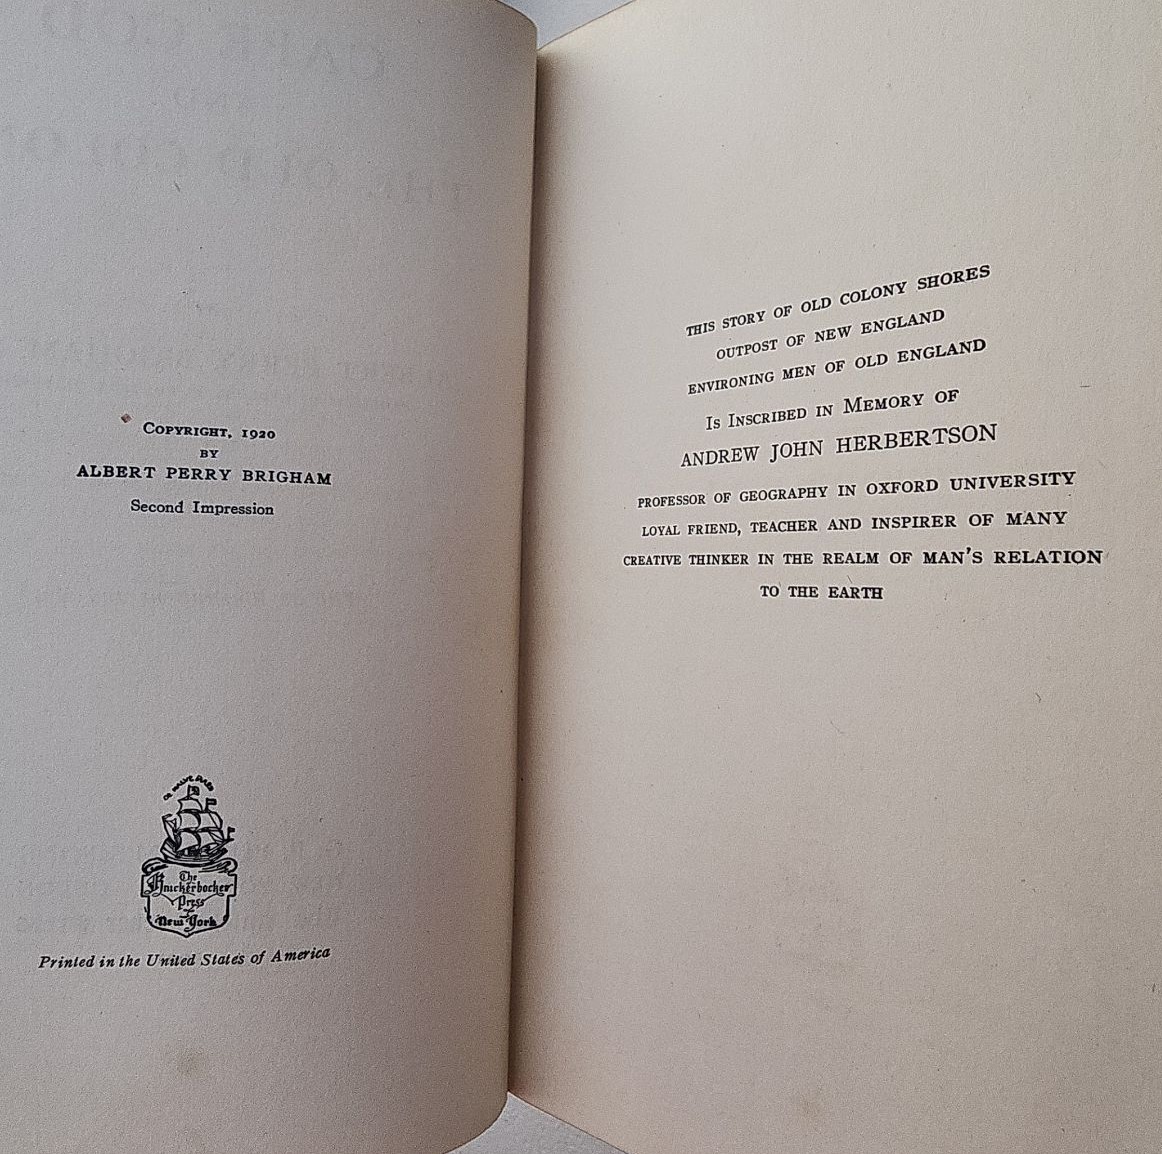 COPYRIGHT, 1920
BY
ALBERT PERRY BRIGHAM
Second Impression
The
Knickerbocker
Press
New York
Printed in the United States of America
THIS STORY OF OLD COLONY SHORES
OUTPOST OF NEW ENGLAND
ENVIRONING MEN OF OLD ENGLAND
IS INSCRIBED IN MEMORY OF
ANDREW JOHN HERBERTSON
PROFESSOR OF GEOGRAPHY IN OXFORD UNIVERSITY
LOYAL FRIEND, TEACHER AND INSPIRER OF MANY
CREATIVE THINKER IN THE REALM OF MAN'S RELATION
TO THE EARTH